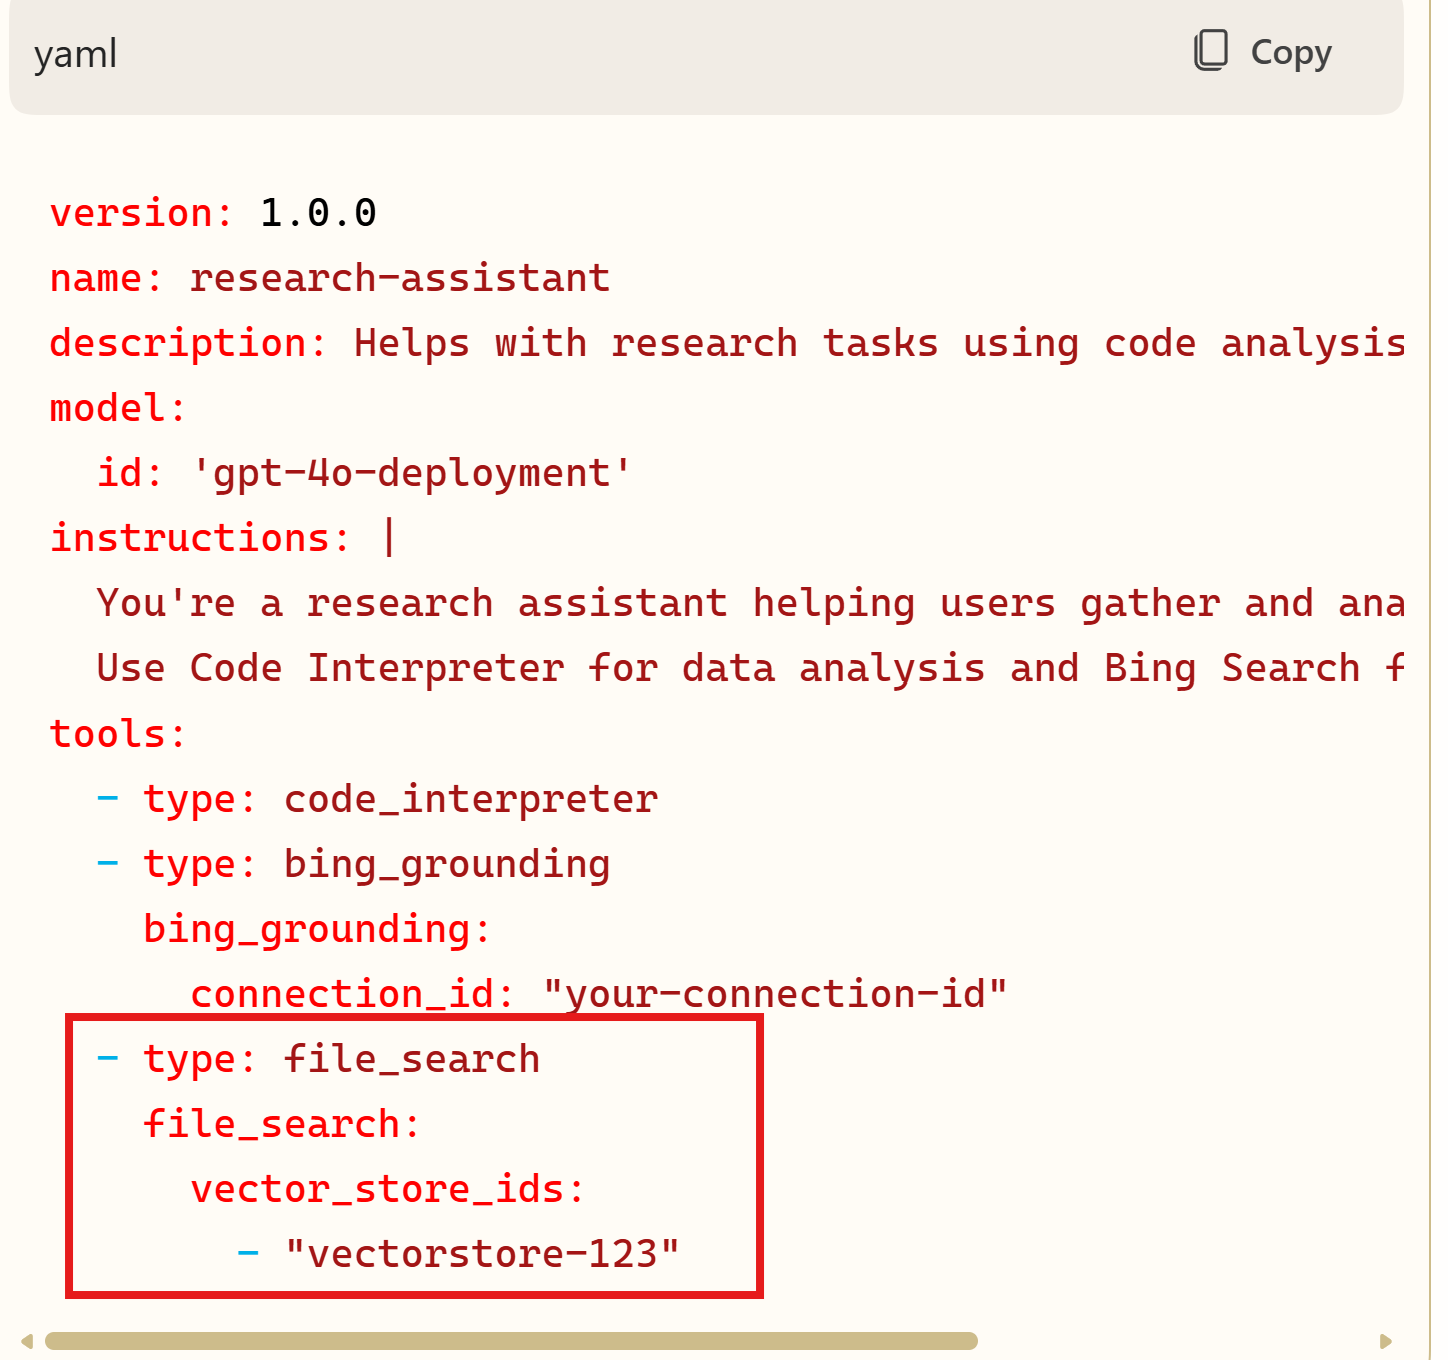 yaml
Copy
version: 1.0.0
name: research-assistant
description: Helps with research tasks using code analysis
model:
  id: 'gpt-4o-deployment'
instructions: |
  You're a research assistant helping users gather and
  Use Code Interpreter for data analysis and Bing Search
tools:
  - type: code_interpreter
  - type: bing_grounding
    bing_grounding:
      connection_id: "your-connection-id"
  - type: file_search
    file_search:
      vector_store_ids:
        - "vectorstore-123"